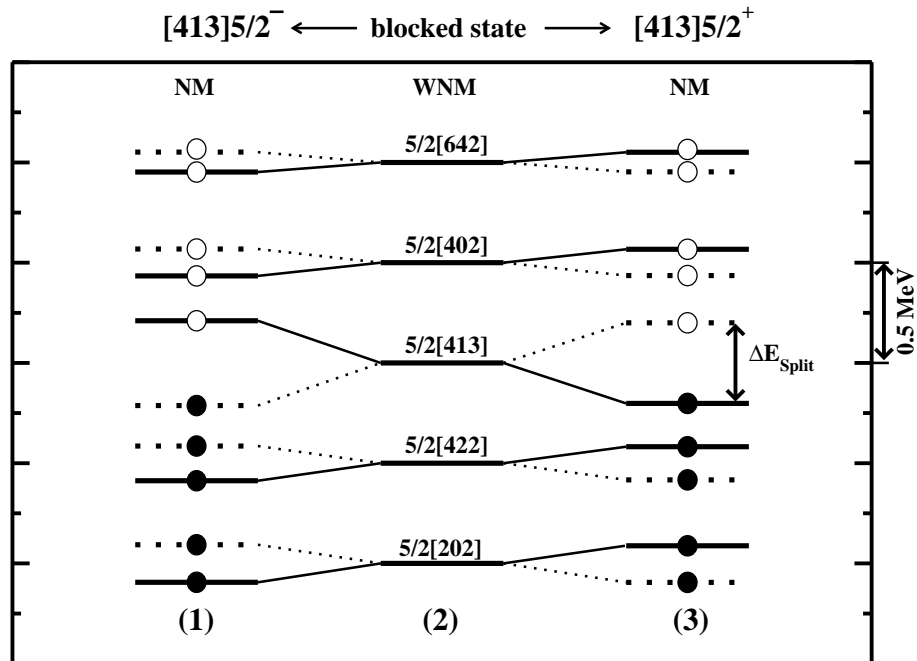 [413]5/2⁻ blocked state [413]5/2⁺
NM WNM NM
5/2[642]
5/2[402]
5/2[413]
5/2[422]
5/2[202]
ΔE_Split
0.5 MeV
(1) (2) (3)